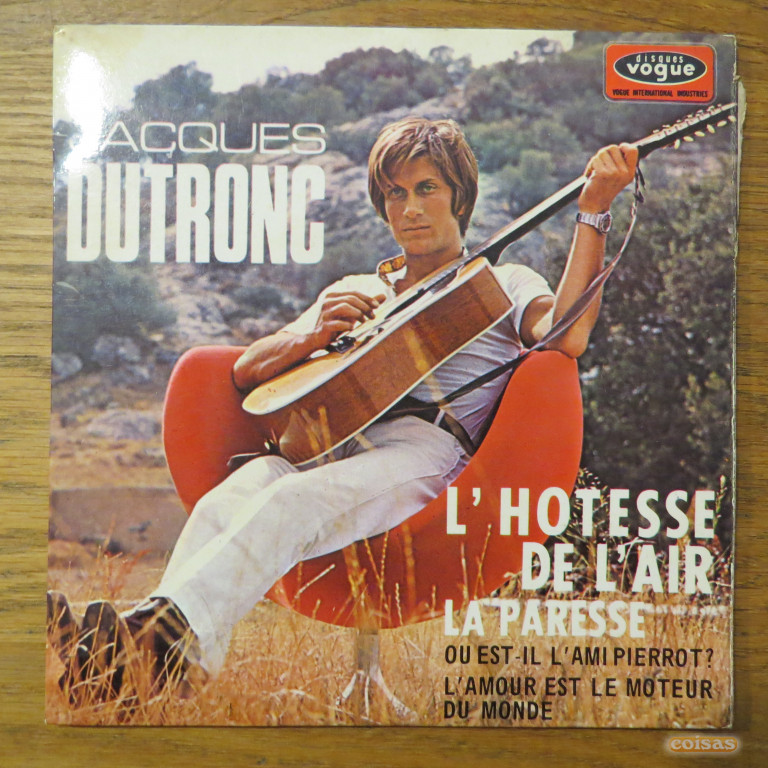 JACQUES
DUTRONC
disques
vogue
VOGUE INTERNATIONAL INDUSTRIES
L'HOTESSE
DE L'AIR
LA PARESSE
OU EST-IL L'AMI PIERROT?
L'AMOUR EST LE MOTEUR
DU MONDE
coisas